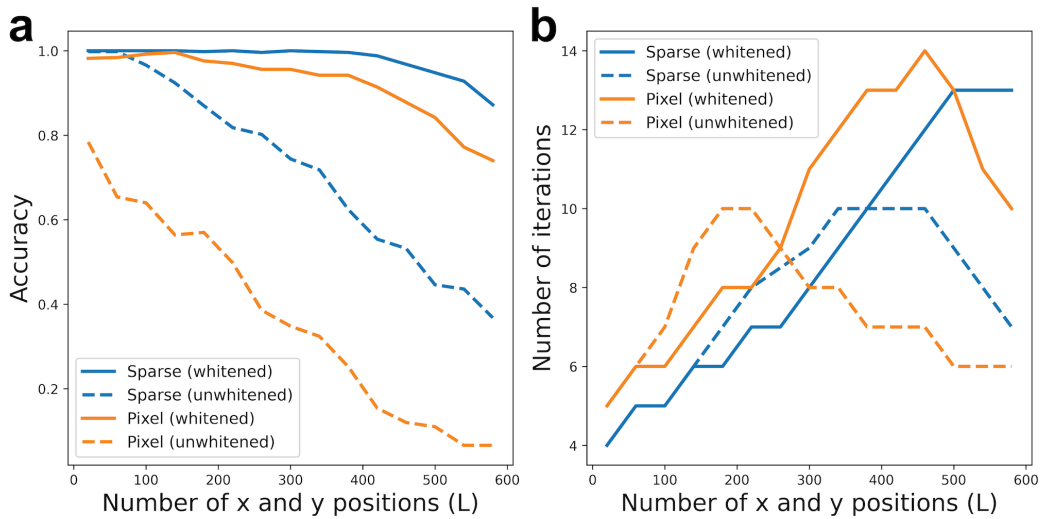 a
1.0
0.8
0.6
0.4
0.2
Accuracy
Sparse (whitened)
Sparse (unwhitened)
Pixel (whitened)
Pixel (unwhitened)
0 100 200 300 400 500 600
Number of x and y positions (L)
b
14
12
10
8
6
4
Number of iterations
Sparse (whitened)
Sparse (unwhitened)
Pixel (whitened)
Pixel (unwhitened)
0 100 200 300 400 500 600
Number of x and y positions (L)